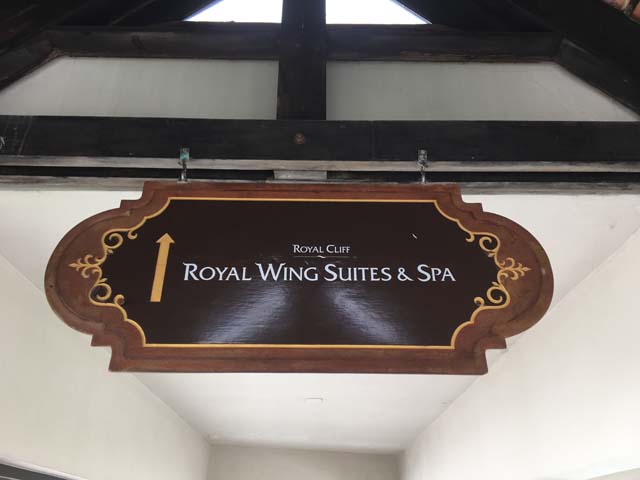 Royal Cliff
Royal Wing Suites & Spa